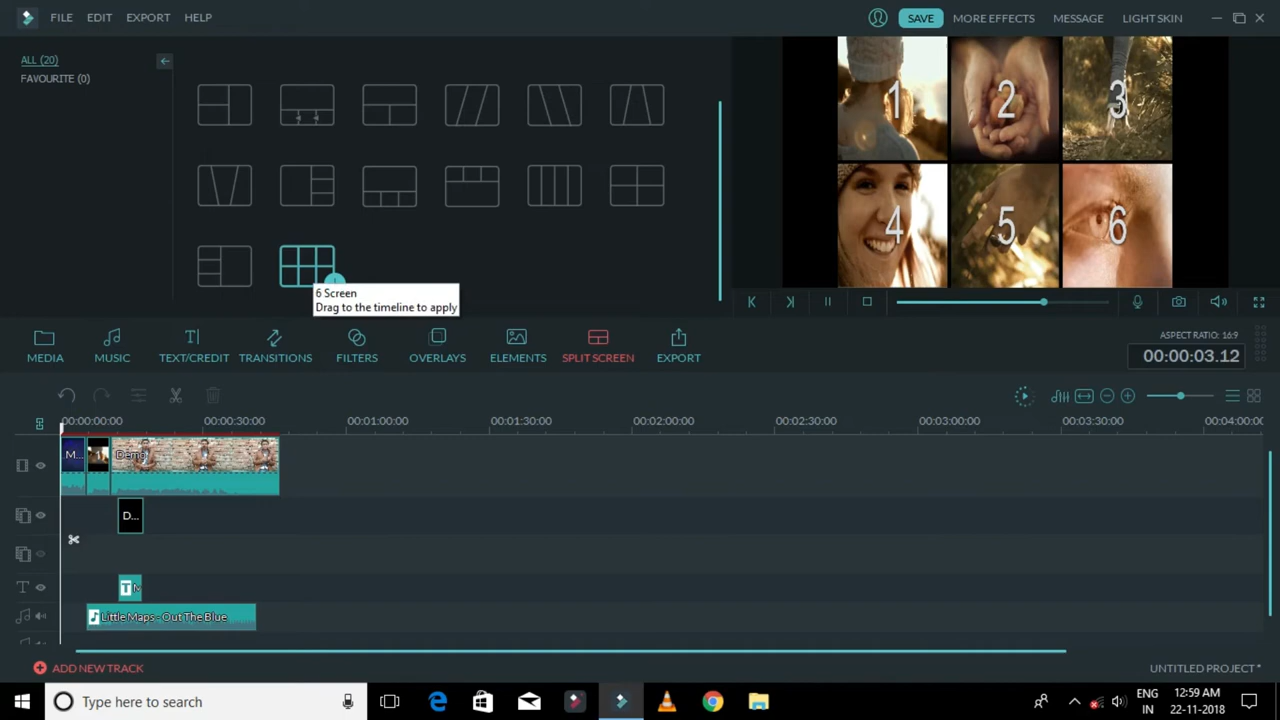 FILE EDIT EXPORT HELP SAVE MORE EFFECTS MESSAGE LIGHT SKIN
ALL (20)
FAVOURITE (0)
1 2 3
4 5 6
6 Screen
Drag to the timeline to apply
MEDIA MUSIC TEXT/CREDIT TRANSITIONS FILTERS OVERLAYS ELEMENTS SPLIT SCREEN EXPORT
ASPECT RATIO: 16:9
00:00:03.12
00:00:00:00 00:00:30:00 00:01:00:00 00:01:30:00 00:02:00:00 00:02:30:00 00:03:00:00 00:03:30:00 00:04:00:00
M... Demo
D...
T M
Little Maps - Out The Blue
ADD NEW TRACK UNTITLED PROJECT *
Type here to search
ENG
IN
12:59 AM
22-11-2018